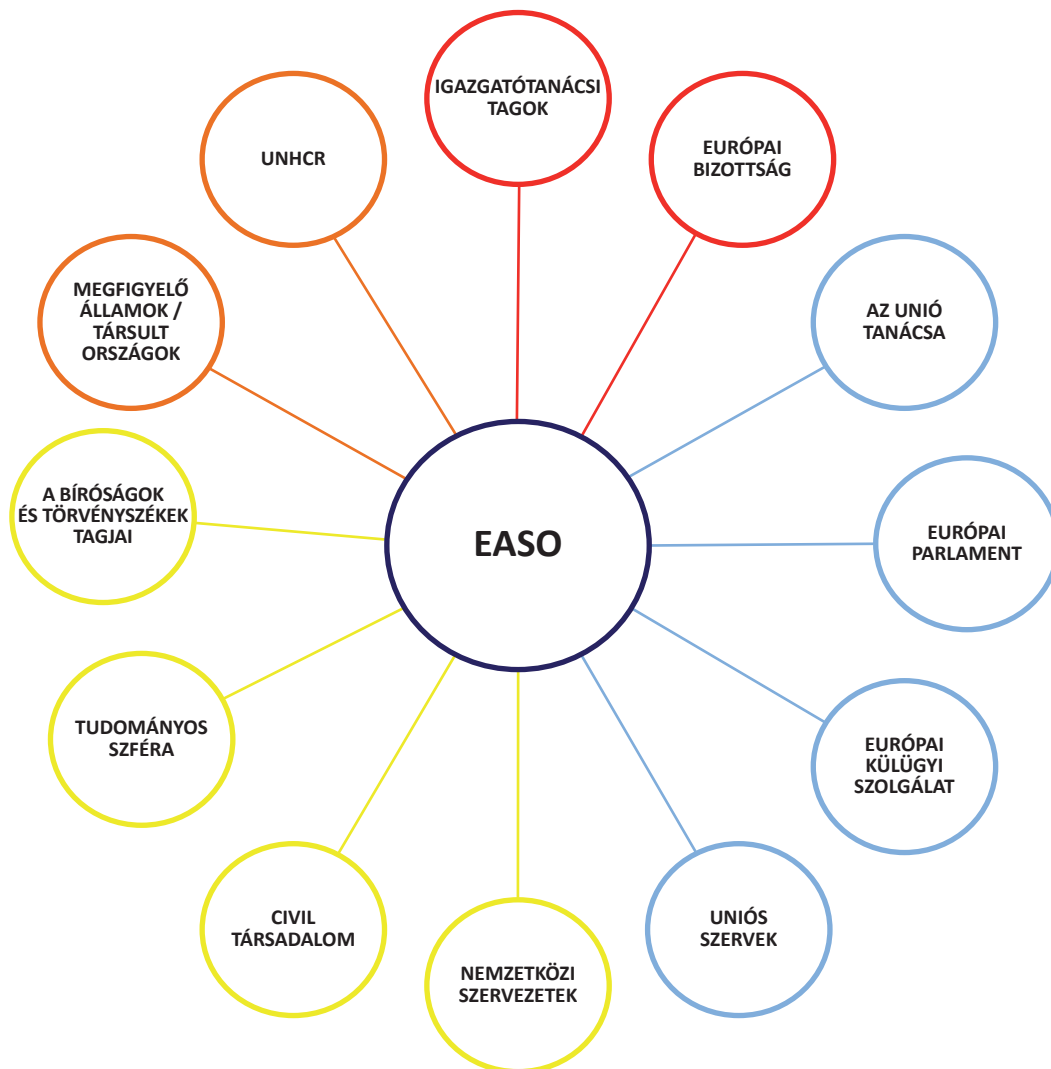 IGAZGATÓTANÁCSI
TAGOK
EURÓPAI
BIZOTTSÁG
AZ UNIÓ
TANÁCSA
EURÓPAI
PARLAMENT
EURÓPAI
KÜLÜGYI
SZOLGÁLAT
UNIÓS
SZERVEK
NEMZETKÖZI
SZERVEZETEK
CIVIL
TÁRSADALOM
TUDOMÁNYOS
SZFÉRA
A BÍRÓSÁGOK
ÉS TÖRVÉNYSZÉKEK
TAGJAI
MEGFIGYELŐ
ÁLLAMOK /
TÁRSULT
ORSZÁGOK
UNHCR
EASO